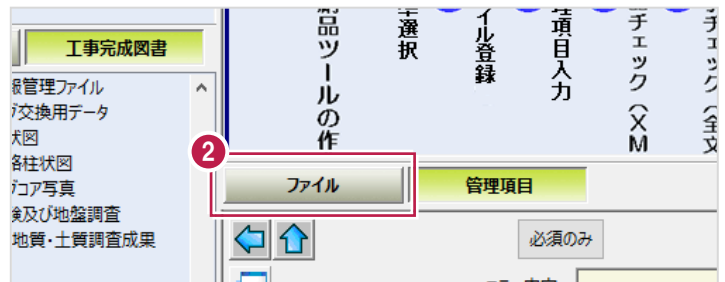 工事完成図書
報管理ファイル
交換用データ
状図
柱状図
コア写真
験及び地盤調査
地質・土質調査成果
品ツールの作
選択
イル登録
理項目入力
チェック（XM
チェック（全文
2
ファイル
管理項目
必須のみ